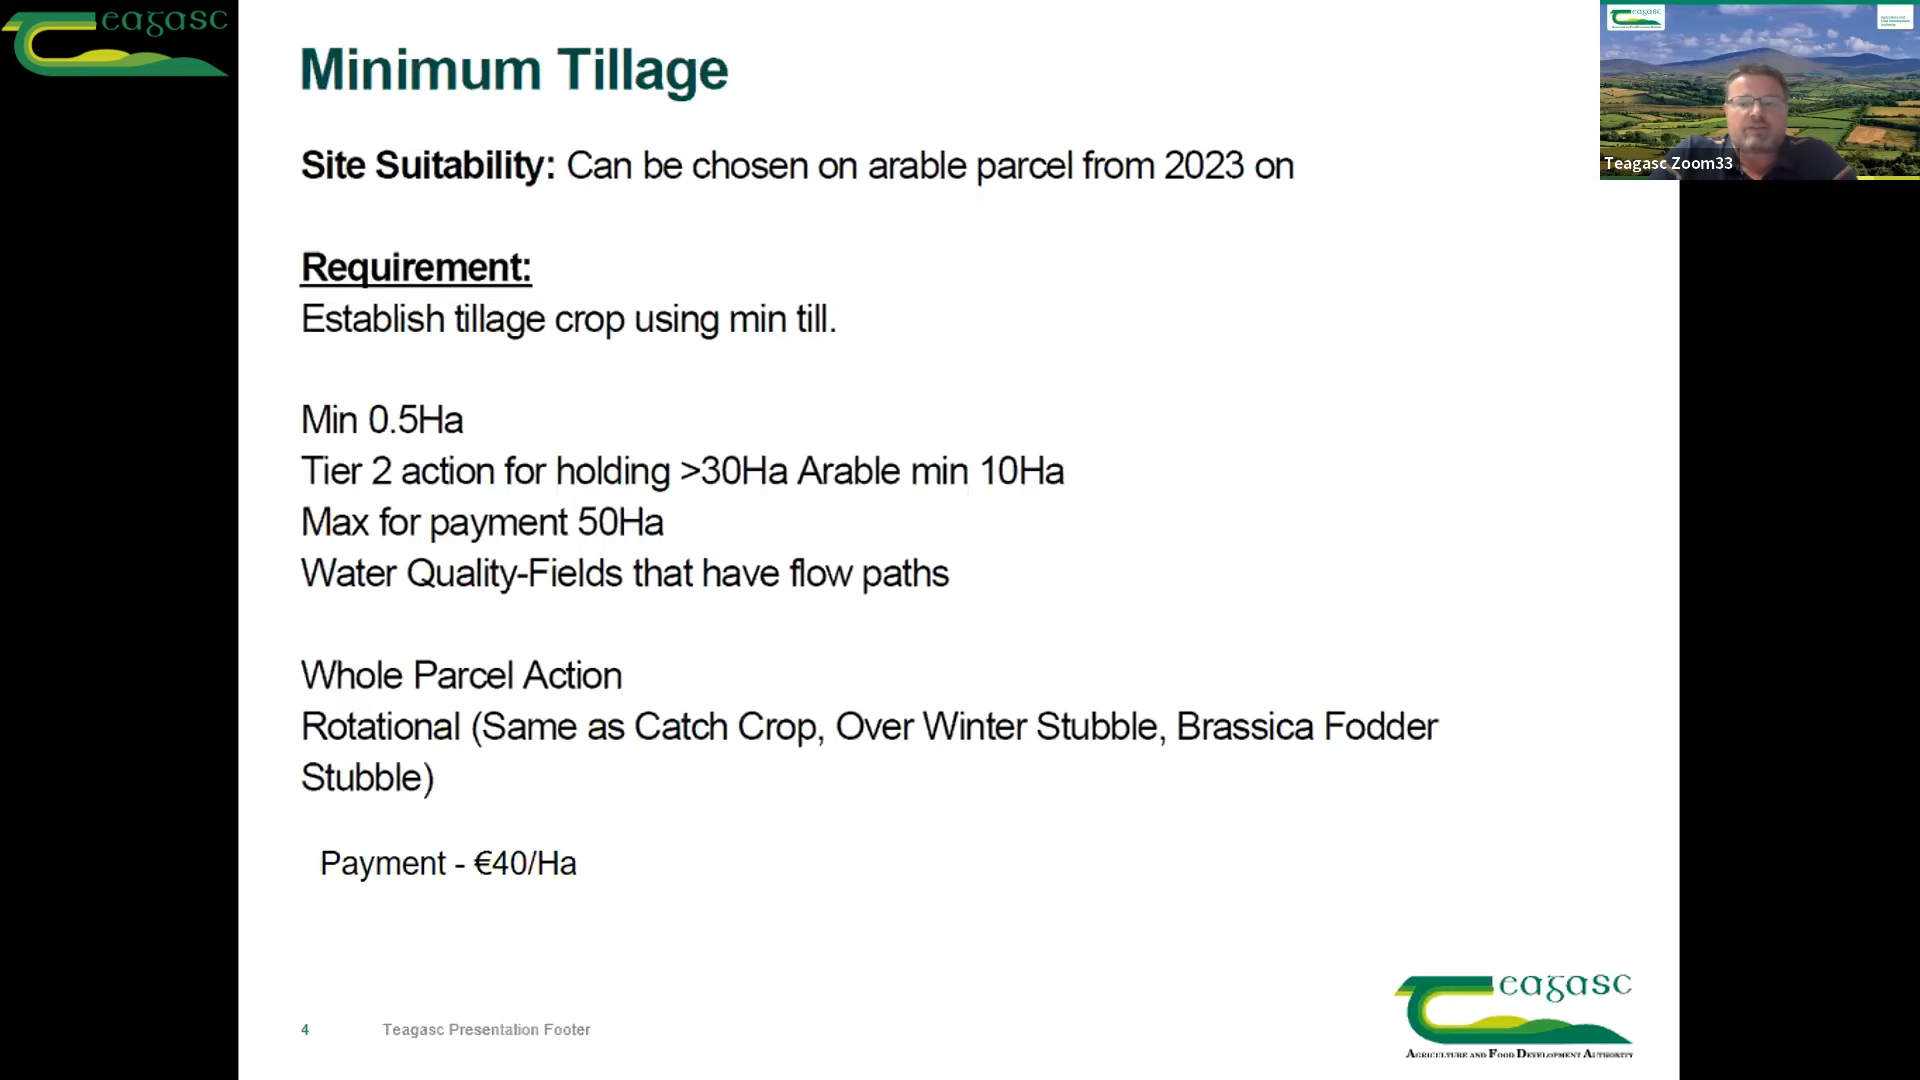 eagasc
Minimum Tillage
Site Suitability: Can be chosen on arable parcel from 2023 on
Teagasc Zoom33
Requirement:
Establish tillage crop using min till.
Min 0.5Ha
Tier 2 action for holding >30Ha Arable min 10Ha
Max for payment 50Ha
Water Quality-Fields that have flow paths
Whole Parcel Action
Rotational (Same as Catch Crop, Over Winter Stubble, Brassica Fodder
Stubble)
Payment - €40/Ha
4
Teagasc Presentation Footer
eagasc
AGRICULTURE AND FOOD DEVELOPMENT AUTHORITY